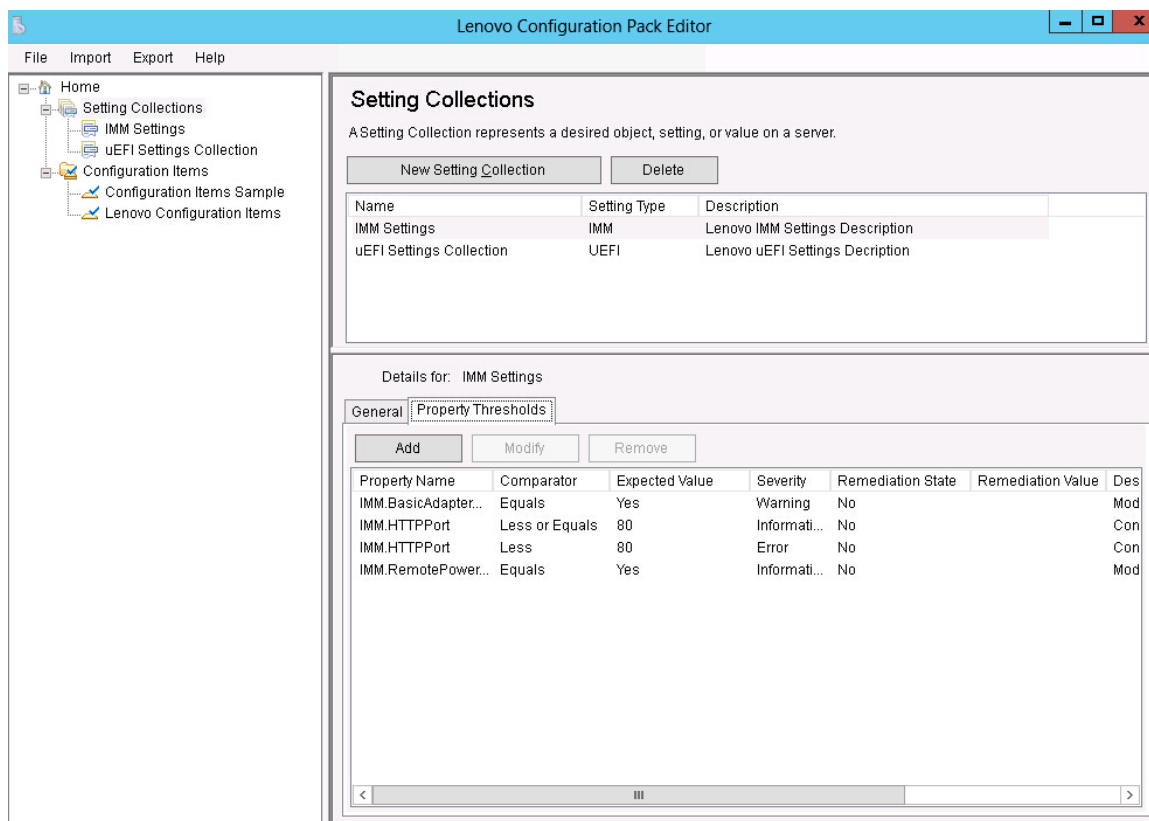 Lenovo Configuration Pack Editor
File Import Export Help
Home
Setting Collections
IMM Settings
uEFI Settings Collection
Configuration Items
Configuration Items Sample
Lenovo Configuration Items
Setting Collections
A Setting Collection represents a desired object, setting, or value on a server.
New Setting Collection Delete
Name Setting Type Description
IMM Settings IMM Lenovo IMM Settings Description
uEFI Settings Collection UEFI Lenovo uEFI Settings Decription
Details for: IMM Settings
General Property Thresholds
Add Modify Remove
Property Name Comparator Expected Value Severity Remediation State Remediation Value Des
IMM.BasicAdapter... Equals Yes Warning No Mod
IMM.HTTPPort Less or Equals 80 Informati... No Con
IMM.HTTPPort Less 80 Error No Con
IMM.RemotePower... Equals Yes Informati... No Mod